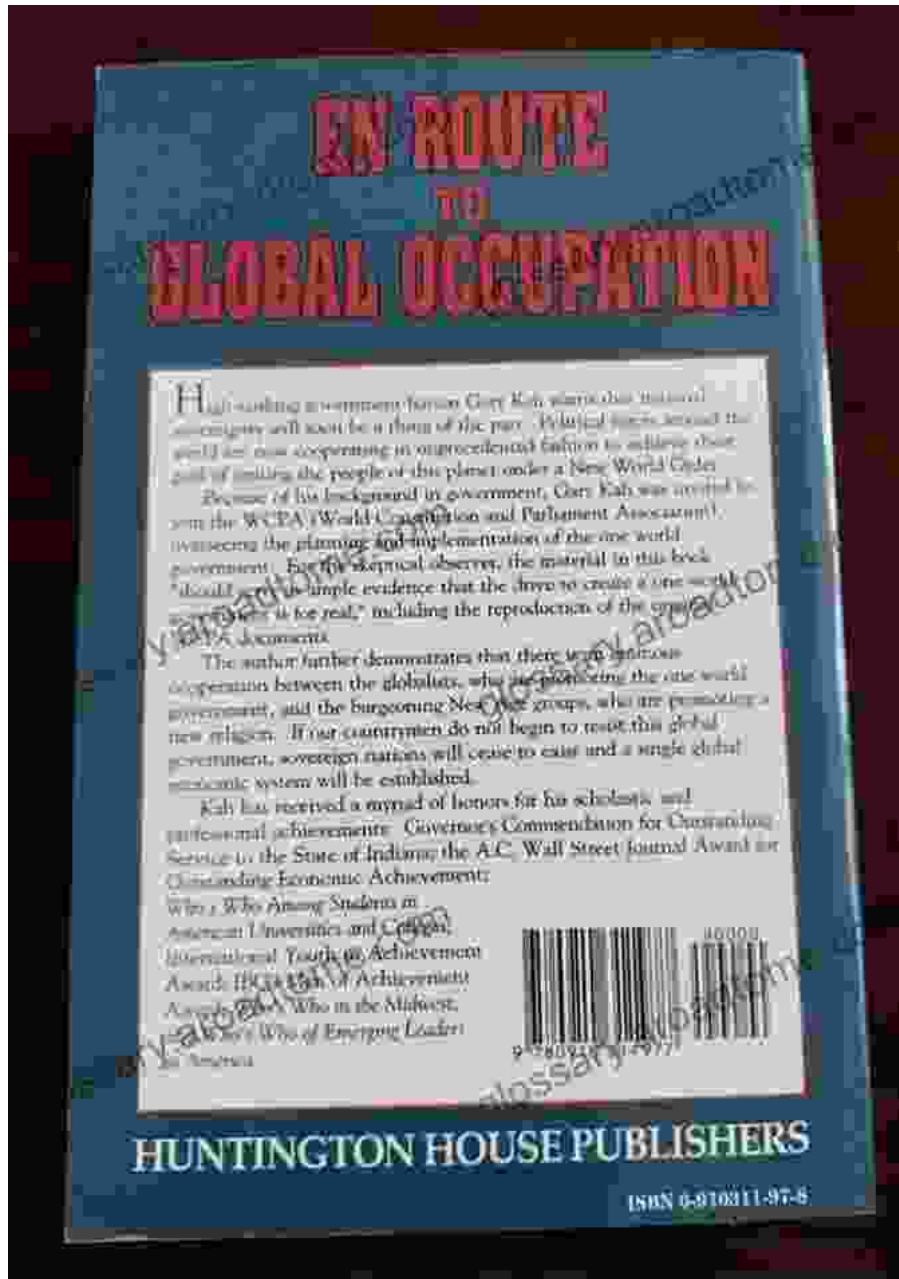 EN ROUTE
TO
GLOBAL OCCUPATION
High-ranking government liaison Gary Kah warns that national
sovereignty will soon be a thing of the past. Political forces around the
world are now cooperating in unprecedented fashion to achieve their
goal of uniting the people of this planet under a New World Order.
Because of his background in government, Gary Kah was invited to
join the WCPA (World Constitution and Parliament Association),
overseeing the planning and implementation of the one world
government. For the skeptical observer, the material in this book
"should ample evidence that the drive to create a one world
is for real," including the reproduction of the
documents.
The author further demonstrates that there is an ominous
cooperation between the globalists, who are promoting the one world
government, and the burgeoning New Age groups, who are promoting a
new religion. If our countrymen do not begin to resist this global
government, sovereign nations will cease to exist and a single global
economic system will be established.
Kah has received a myriad of honors for his scholastic and
professional achievements: Governor's Commendation for Outstanding
Service to the State of Indiana; the A.C. Wall Street Journal Award for
Outstanding Economic Achievement;
Who's Who Among Students in
American Universities and Colleges;
International Youth in Achievement
Award; Man of Achievement
Award; Who's Who in the Midwest;
Who's Who of Emerging Leaders
in America.
90000
HUNTINGTON HOUSE PUBLISHERS
ISBN 0-910311-97-8
glossary.aroadtome.com